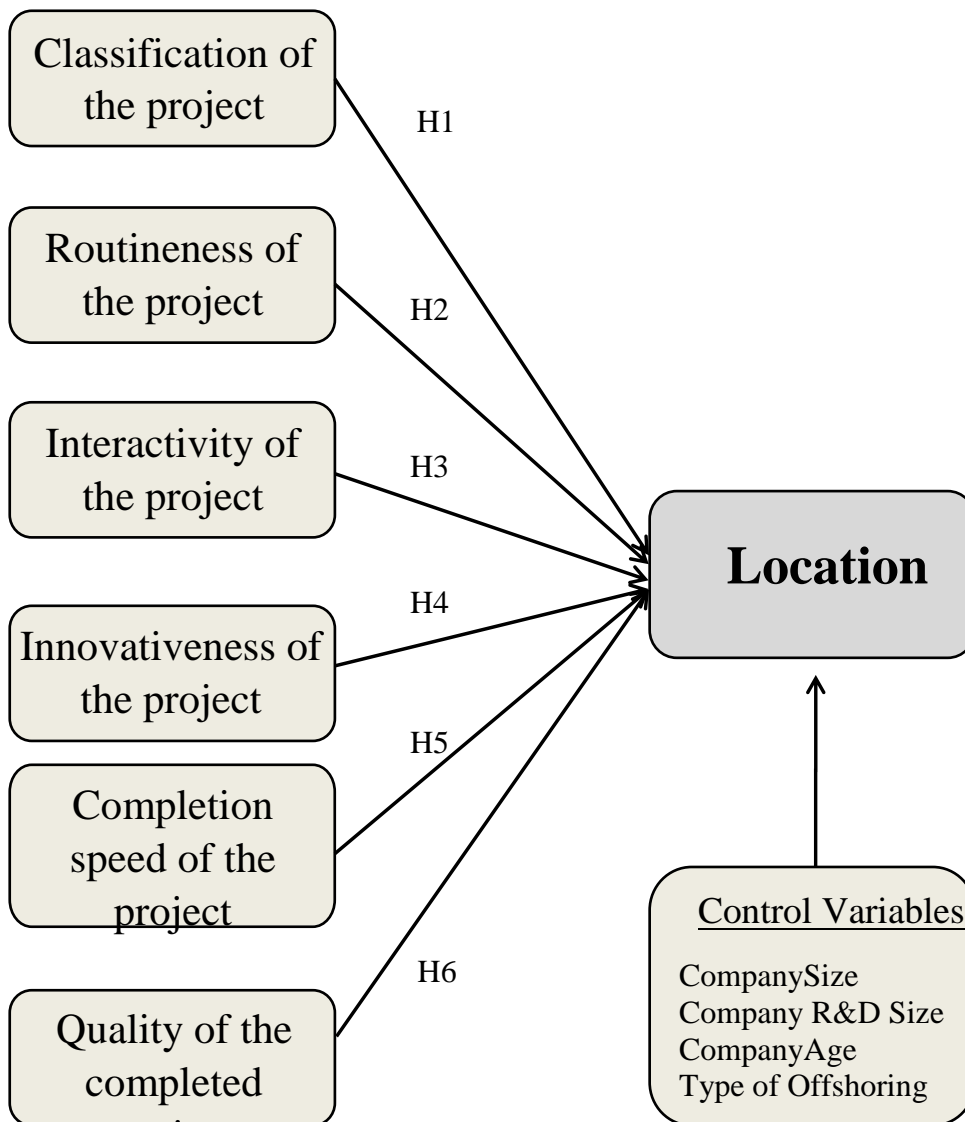 Classification of
the project
H1
Routineness of
the project
H2
Interactivity of
the project
H3
Location
Innovativeness of
the project
H4
Completion
speed of the
project
H5
Quality of the
completed
H6
Control Variables
CompanySize
Company R&D Size
CompanyAge
Type of Offshoring